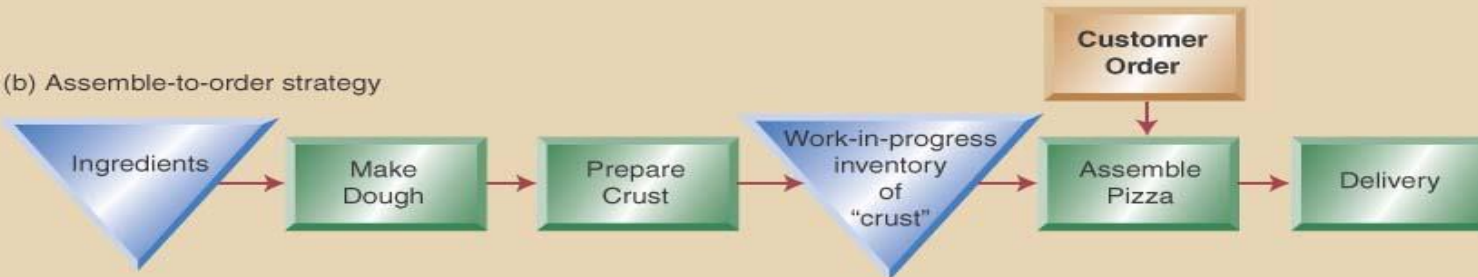 (b) Assemble-to-order strategy
Customer
Order
Ingredients
Make
Dough
Prepare
Crust
Work-in-progress
inventory
of
“crust”
Assemble
Pizza
Delivery